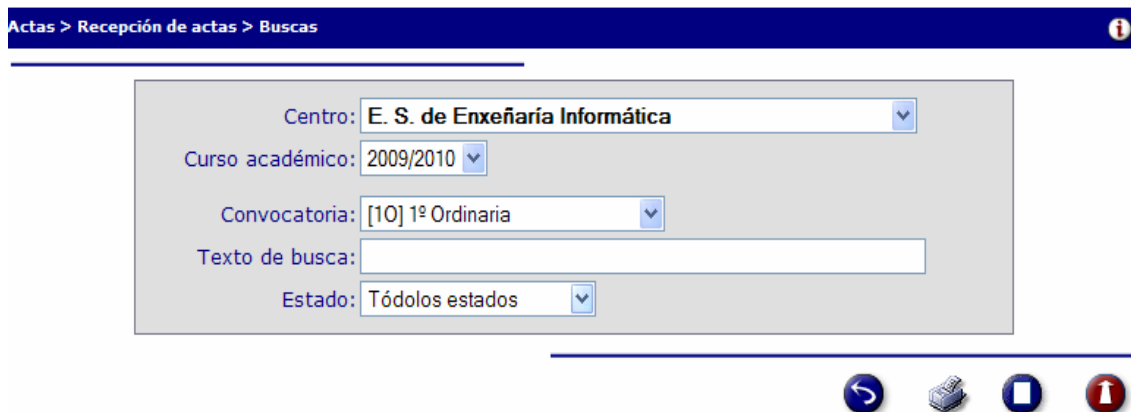 Actas > Recepción de actas > Buscas
Centro: E. S. de Enxeñaría Informática
Curso académico: 2009/2010
Convocatoria: [1O] 1º Ordinaria
Texto de busca:
Estado: Tódolos estados